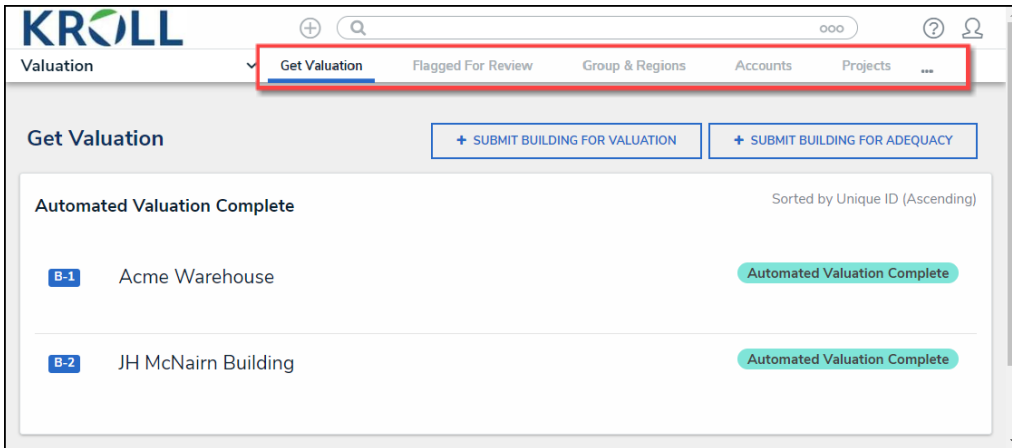 KROLL
Valuation Get Valuation Flagged For Review Group & Regions Accounts Projects ...
Get Valuation + SUBMIT BUILDING FOR VALUATION + SUBMIT BUILDING FOR ADEQUACY
Automated Valuation Complete Sorted by Unique ID (Ascending)
B-1 Acme Warehouse Automated Valuation Complete
B-2 JH McNairn Building Automated Valuation Complete